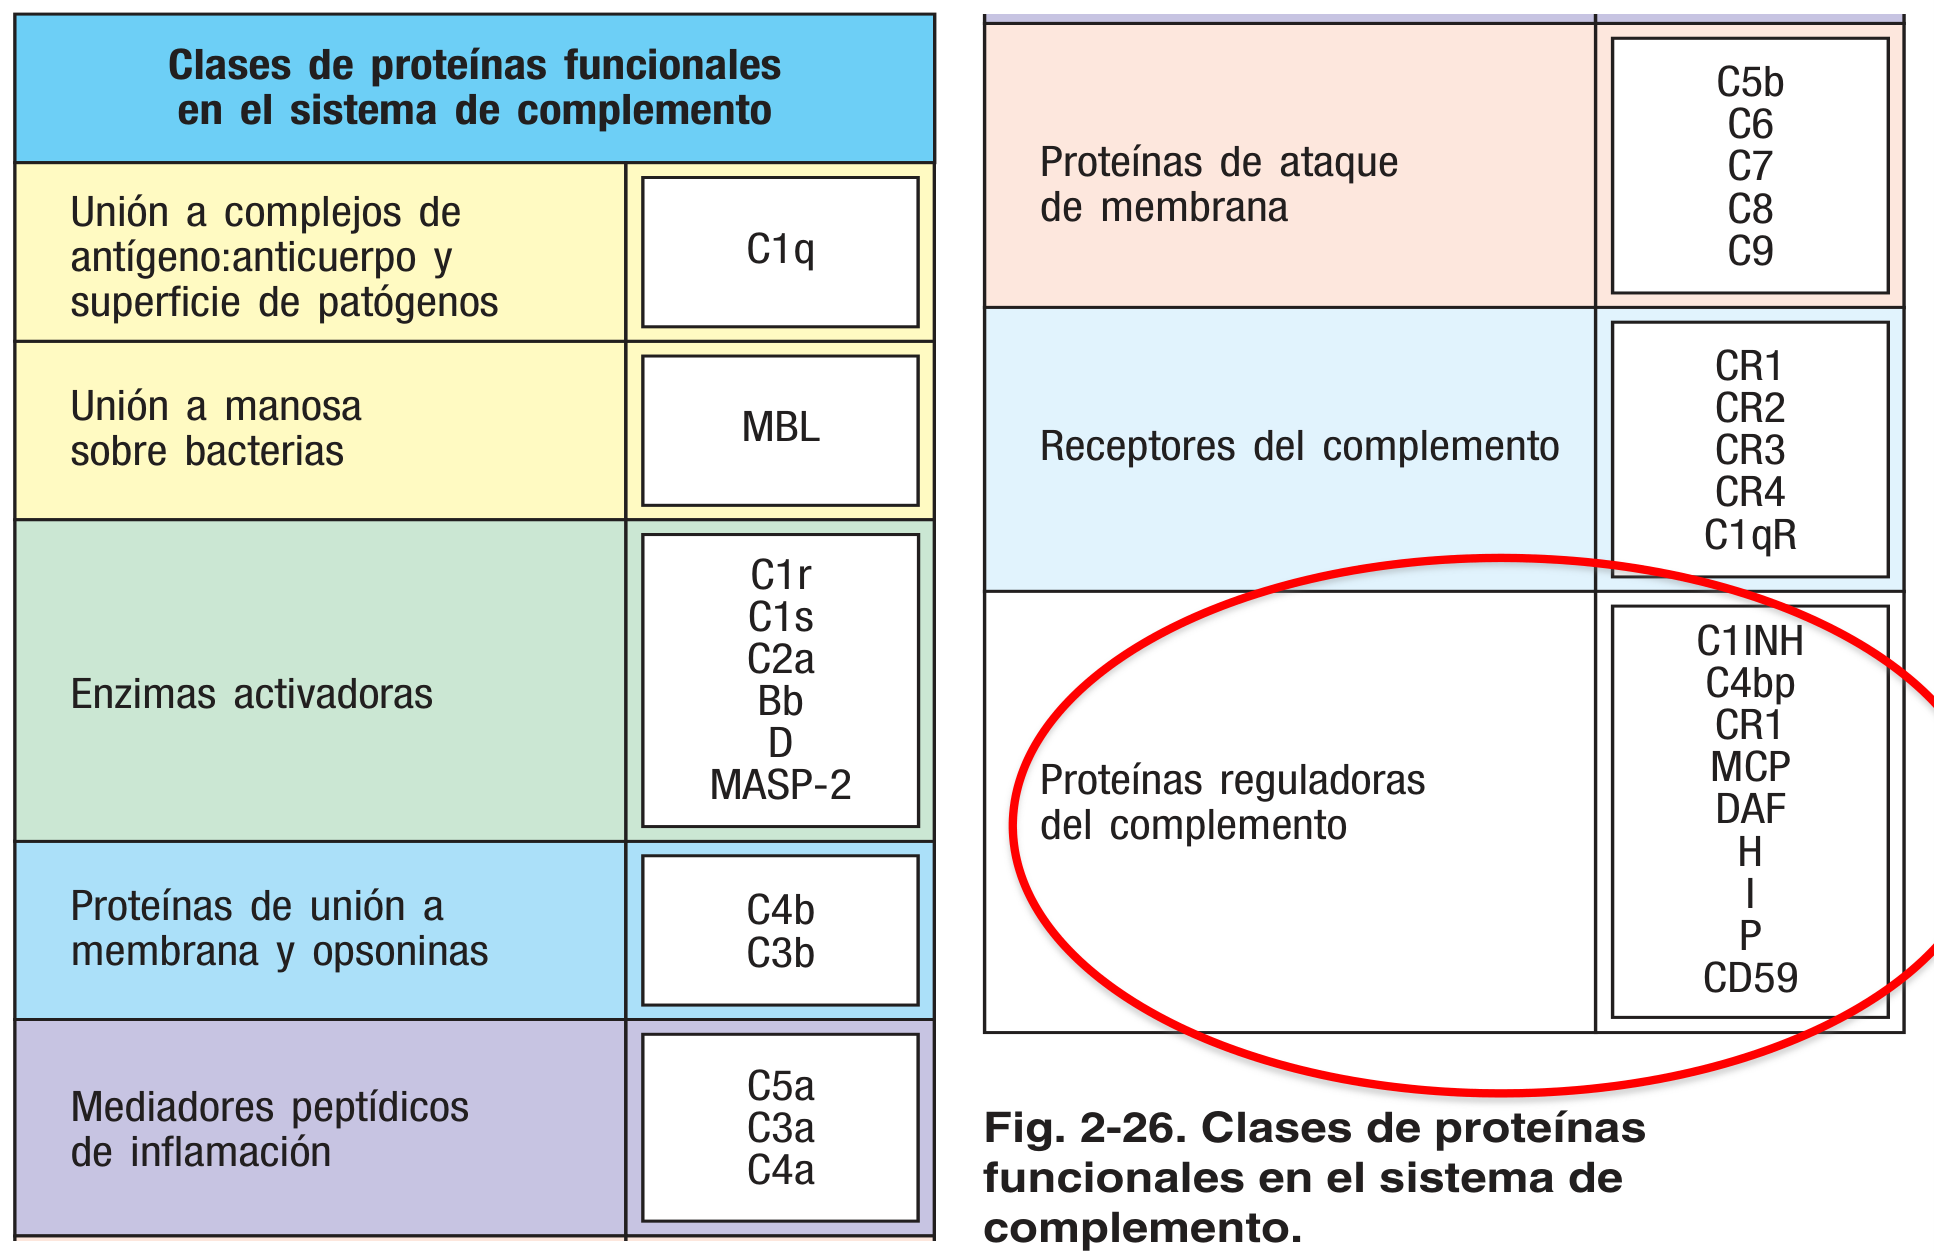 Clases de proteínas funcionales
en el sistema de complemento
Unión a complejos de
antígeno:anticuerpo y
superficie de patógenos
C1q
Unión a manosa
sobre bacterias
MBL
Enzimas activadoras
C1r
C1s
C2a
Bb
D
MASP-2
Proteínas de unión a
membrana y opsoninas
C4b
C3b
Mediadores peptídicos
de inflamación
C5a
C3a
C4a
Proteínas de ataque
de membrana
C5b
C6
C7
C8
C9
Receptores del complemento
CR1
CR2
CR3
CR4
C1qR
Proteínas reguladoras
del complemento
C1INH
C4bp
CR1
MCP
DAF
H
I
P
CD59
Fig. 2-26. Clases de proteínas
funcionales en el sistema de
complemento.